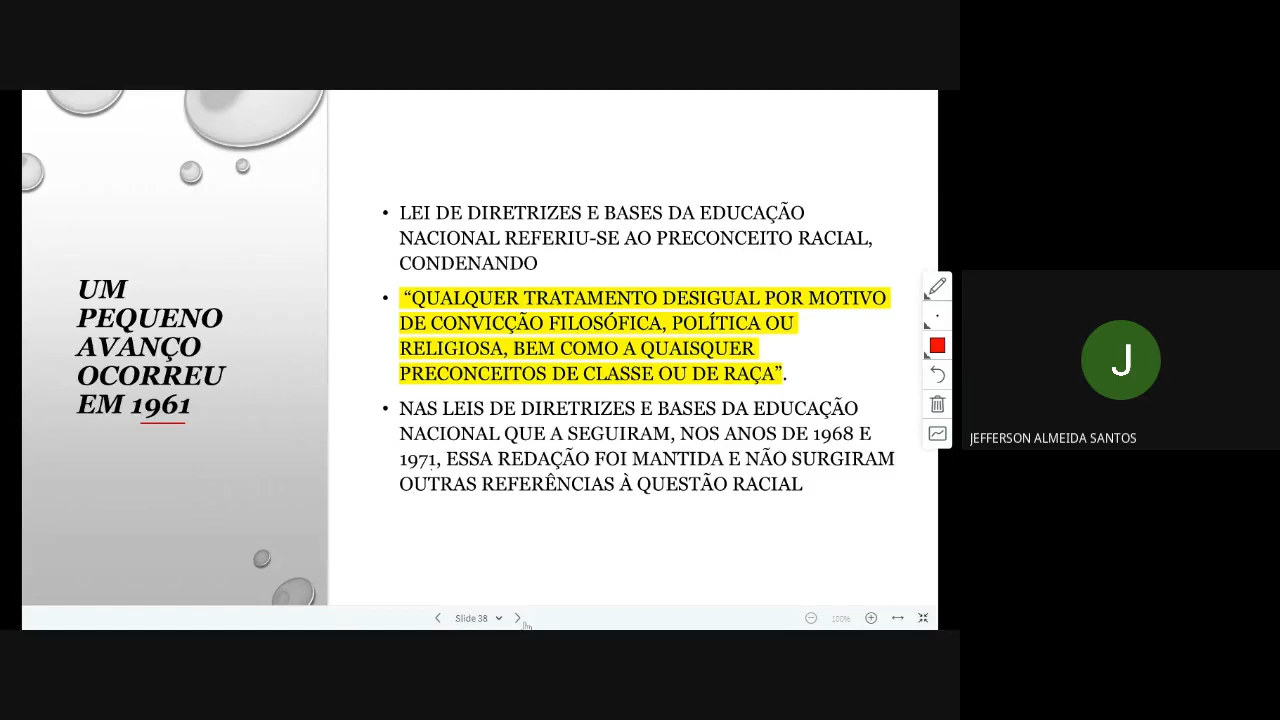 UM
PEQUENO
AVANÇO
OCORREU
EM 1961
• LEI DE DIRETRIZES E BASES DA EDUCAÇÃO
NACIONAL REFERIU-SE AO PRECONCEITO RACIAL,
CONDENANDO
• “QUALQUER TRATAMENTO DESIGUAL POR MOTIVO
DE CONVICÇÃO FILOSÓFICA, POLÍTICA OU
RELIGIOSA, BEM COMO A QUAISQUER
PRECONCEITOS DE CLASSE OU DE RAÇA”.
• NAS LEIS DE DIRETRIZES E BASES DA EDUCAÇÃO
NACIONAL QUE A SEGUIRAM, NOS ANOS DE 1968 E
1971, ESSA REDAÇÃO FOI MANTIDA E NÃO SURGIRAM
OUTRAS REFERÊNCIAS À QUESTÃO RACIAL
Slide 38
100%
J
JEFFERSON ALMEIDA SANTOS